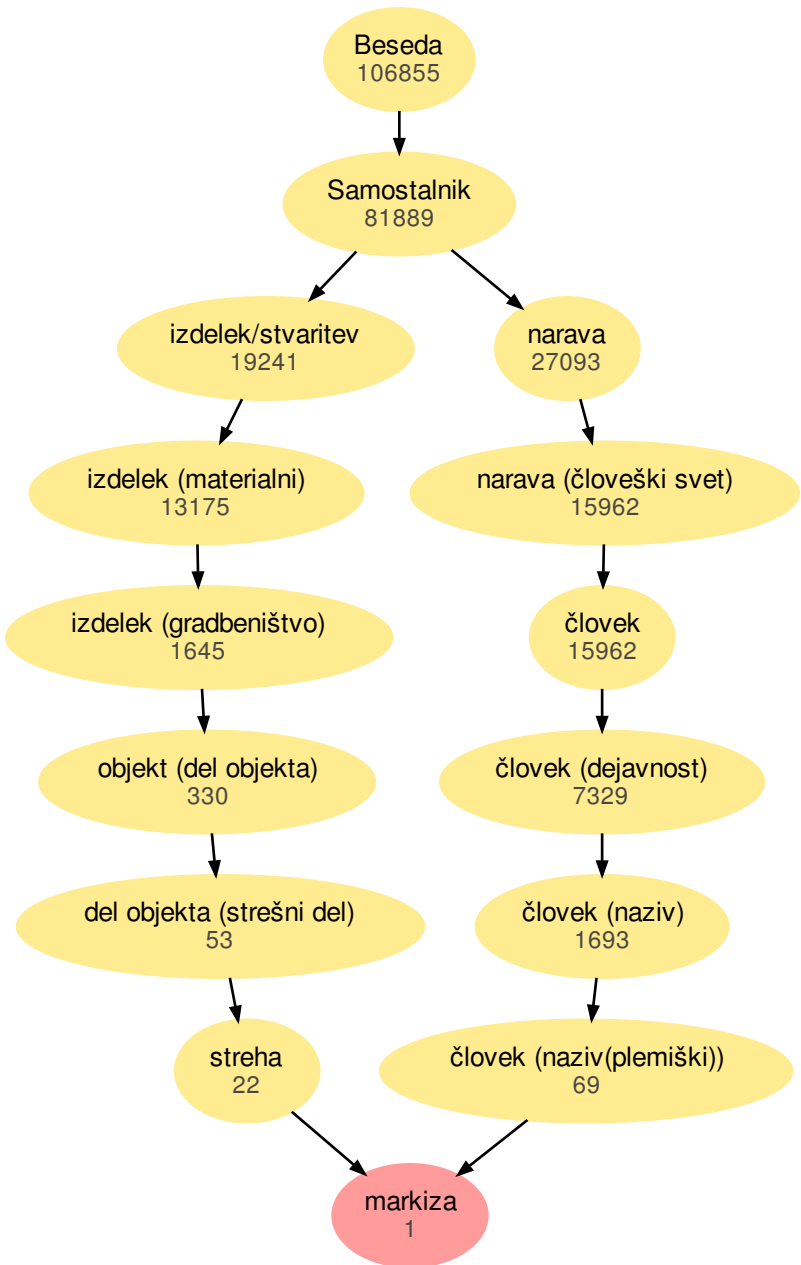 Beseda
106855
Samostalnik
81889
izdelek/stvaritev
19241
narava
27093
izdelek (materialni)
13175
narava (človeški svet)
15962
izdelek (gradbeništvo)
1645
človek
15962
objekt (del objekta)
330
človek (dejavnost)
7329
del objekta (strešni del)
53
človek (naziv)
1693
streha
22
človek (naziv(plemiški))
69
markiza
1